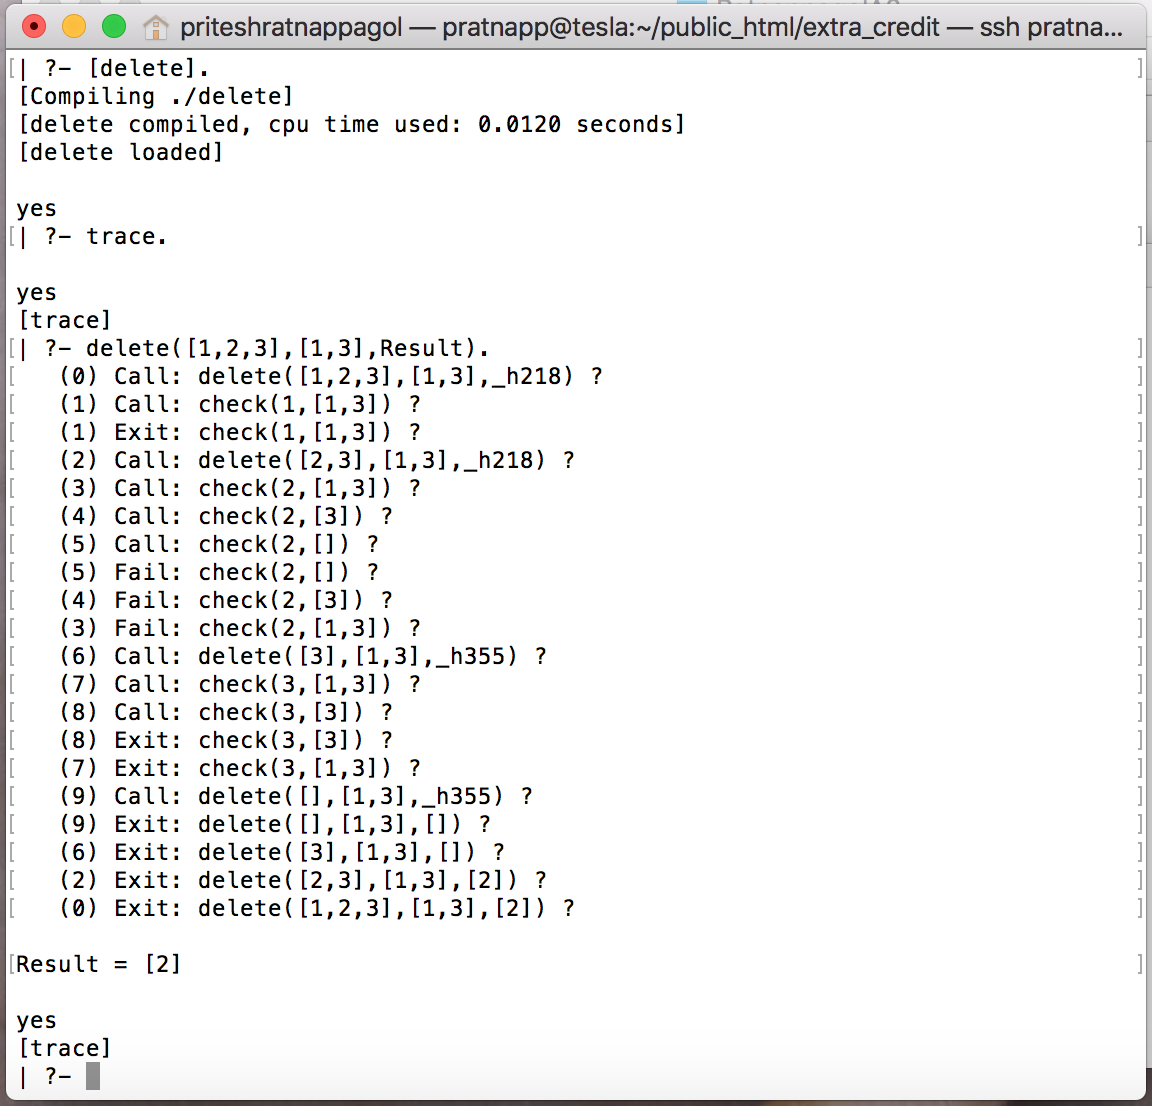 priteshratnappagol — pratnapp@tesla:~/public_html/extra_credit — ssh pratna...
[| ?- [delete]. ]
[Compiling ./delete]
[delete compiled, cpu time used: 0.0120 seconds]
[delete loaded]
yes
[| ?- trace. ]
yes
[trace]
[| ?- delete([1,2,3],[1,3],Result). ]
[ (0) Call: delete([1,2,3],[1,3],_h218) ? ]
[ (1) Call: check(1,[1,3]) ? ]
[ (1) Exit: check(1,[1,3]) ? ]
[ (2) Call: delete([2,3],[1,3],_h218) ? ]
[ (3) Call: check(2,[1,3]) ? ]
[ (4) Call: check(2,[3]) ? ]
[ (5) Call: check(2,[]) ? ]
[ (5) Fail: check(2,[]) ? ]
[ (4) Fail: check(2,[3]) ? ]
[ (3) Fail: check(2,[1,3]) ? ]
[ (6) Call: delete([3],[1,3],_h355) ? ]
[ (7) Call: check(3,[1,3]) ? ]
[ (8) Call: check(3,[3]) ? ]
[ (8) Exit: check(3,[3]) ? ]
[ (7) Exit: check(3,[1,3]) ? ]
[ (9) Call: delete([],[1,3],_h355) ? ]
[ (9) Exit: delete([],[1,3],[]) ? ]
[ (6) Exit: delete([3],[1,3],[]) ? ]
[ (2) Exit: delete([2,3],[1,3],[2]) ? ]
[ (0) Exit: delete([1,2,3],[1,3],[2]) ? ]
[Result = [2] ]
yes
[trace]
| ?-